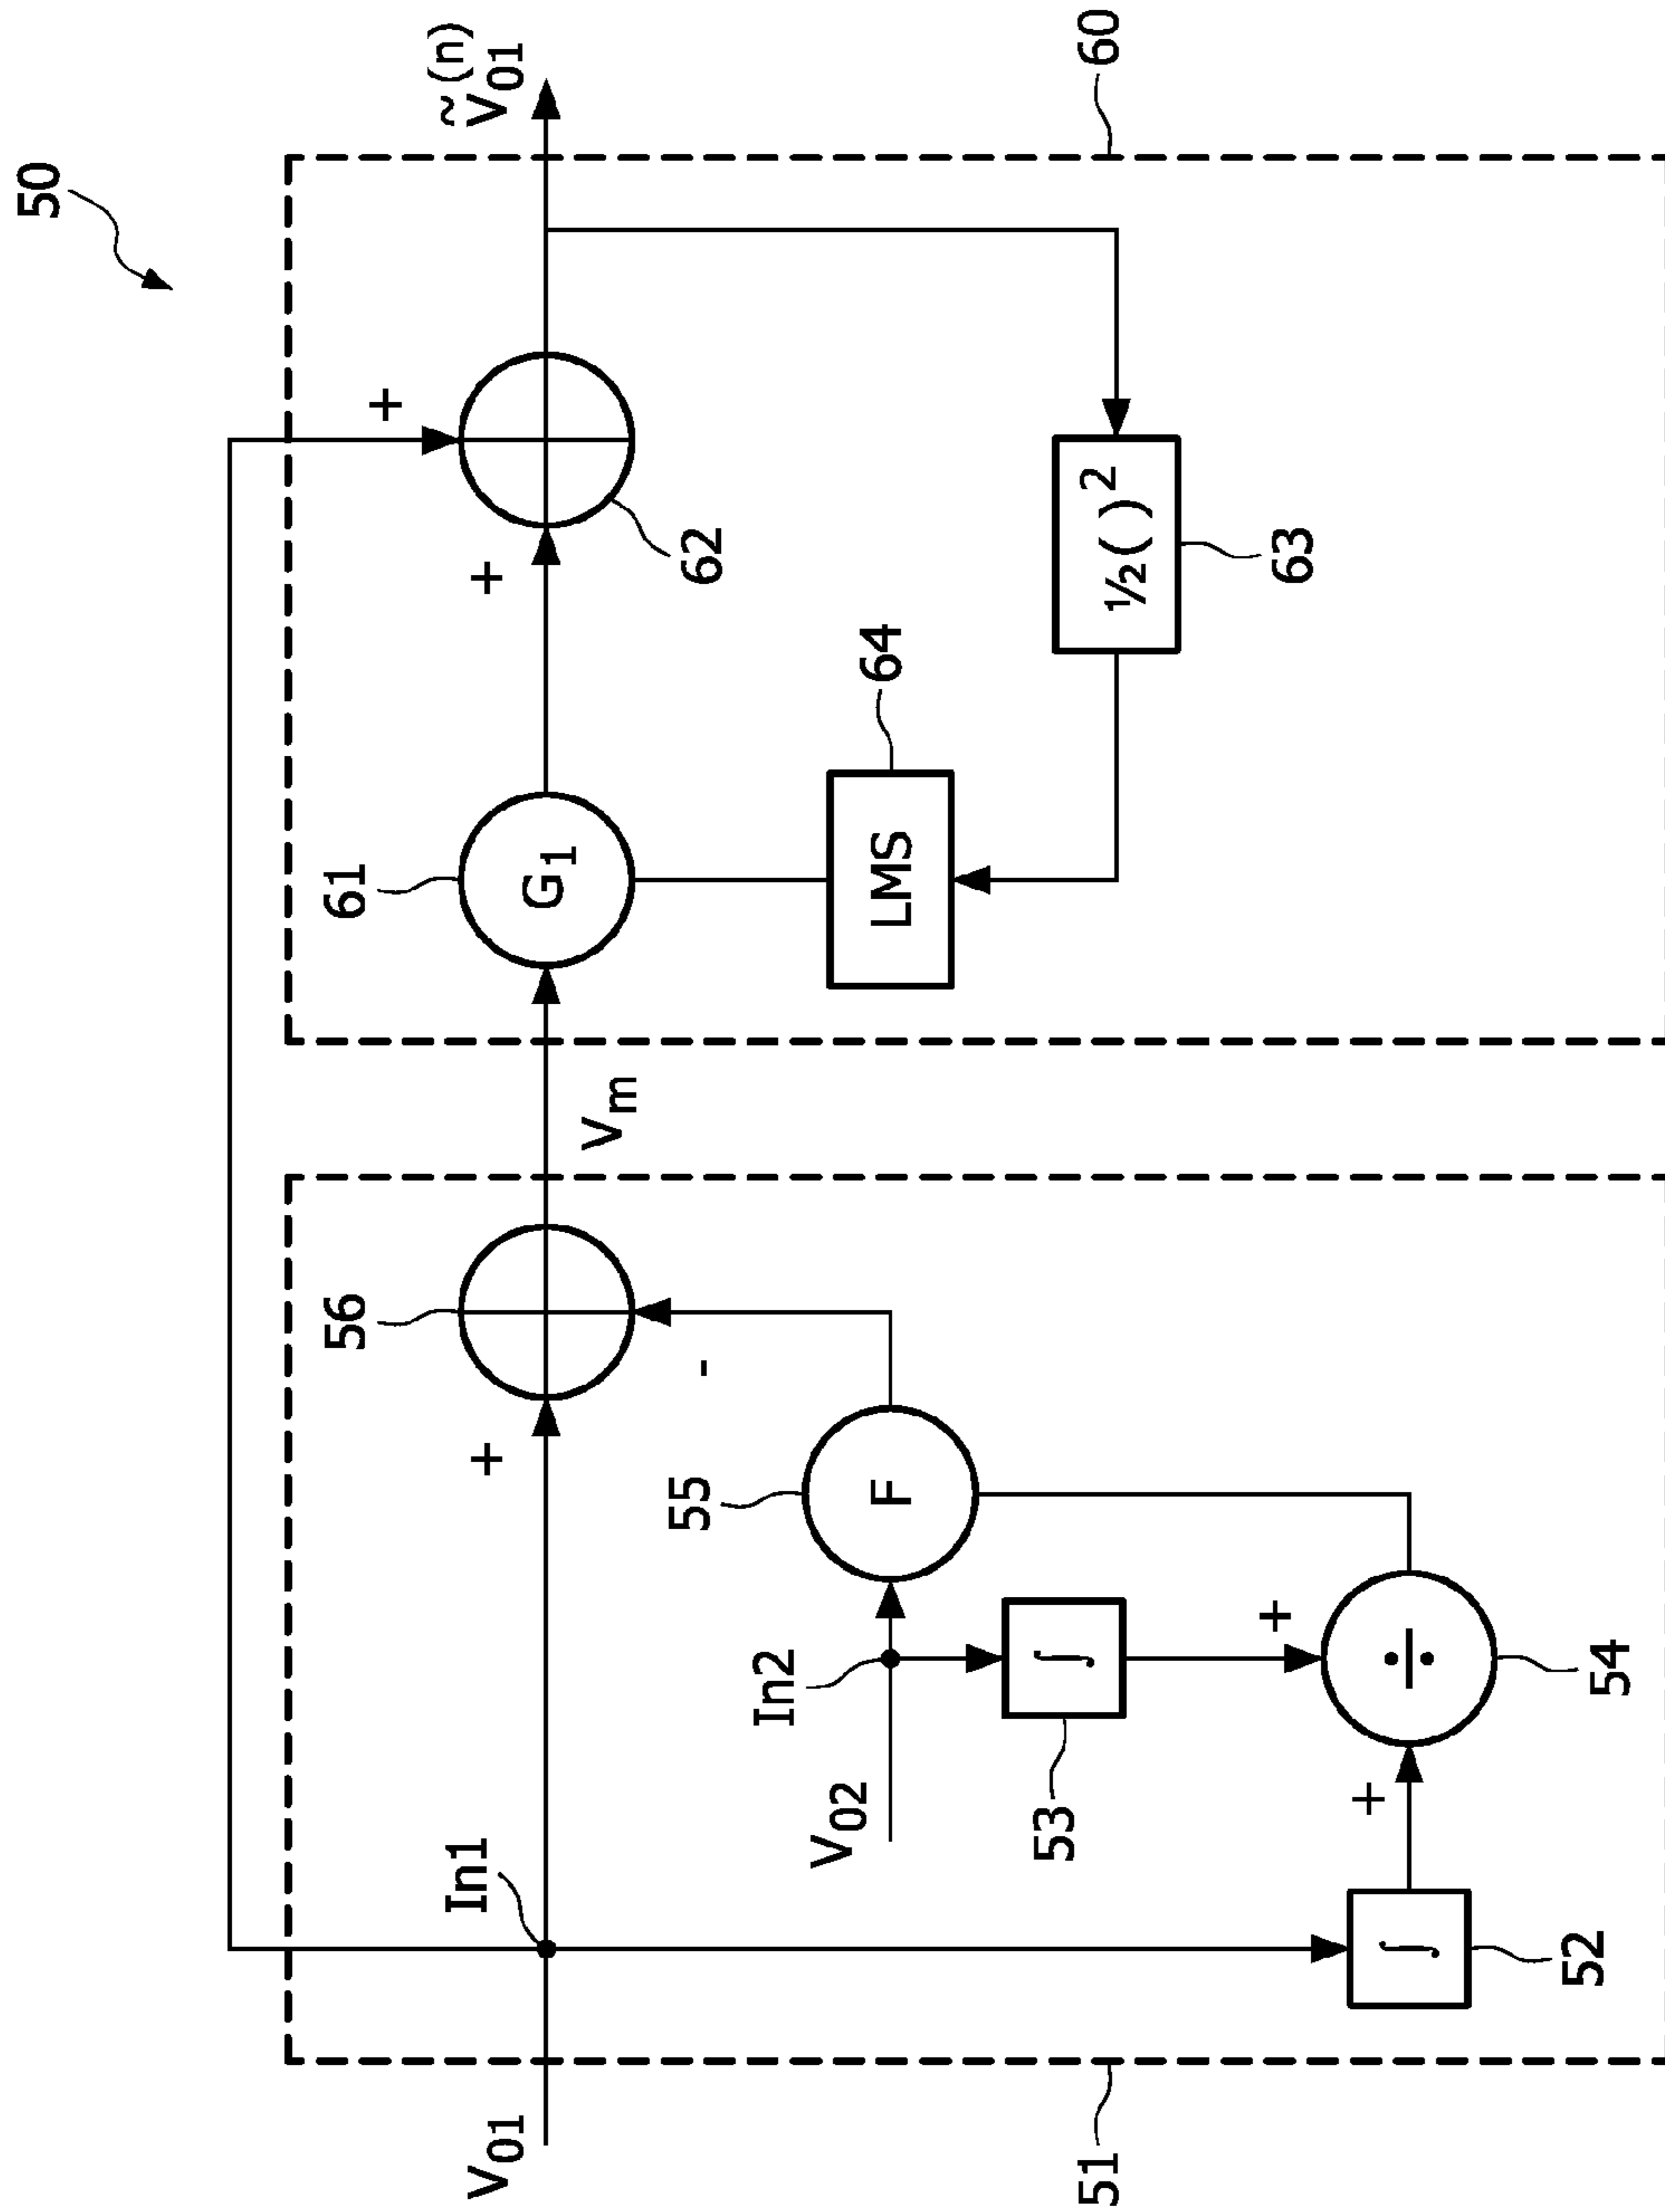 50
Ṽ01(n)
60
+
+
62
½( )²
63
64
LMS
61
G1
Vm
56
+
-
55
F
In2
V02
53
∫
+
÷
54
+
∫
52
In1
V01
51